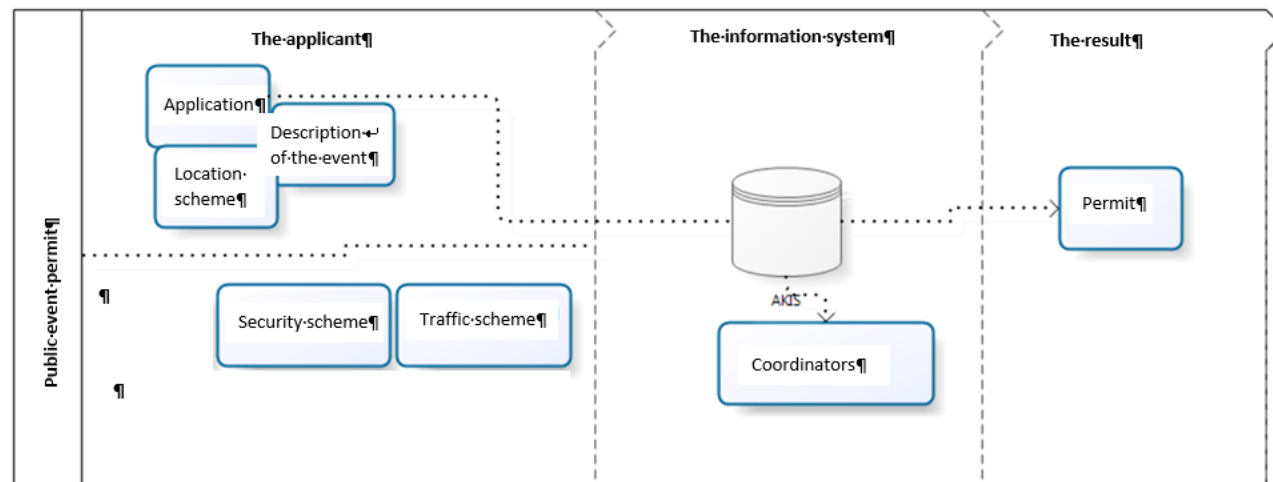 The·applicant¶
The·information·system¶
The·result¶
Application¶
Description·↵
of·the·event¶
Location·
scheme¶
Permit¶
Public·event·permit¶
¶
AKIS
Security·scheme¶
Traffic·scheme¶
Coordinators¶
¶